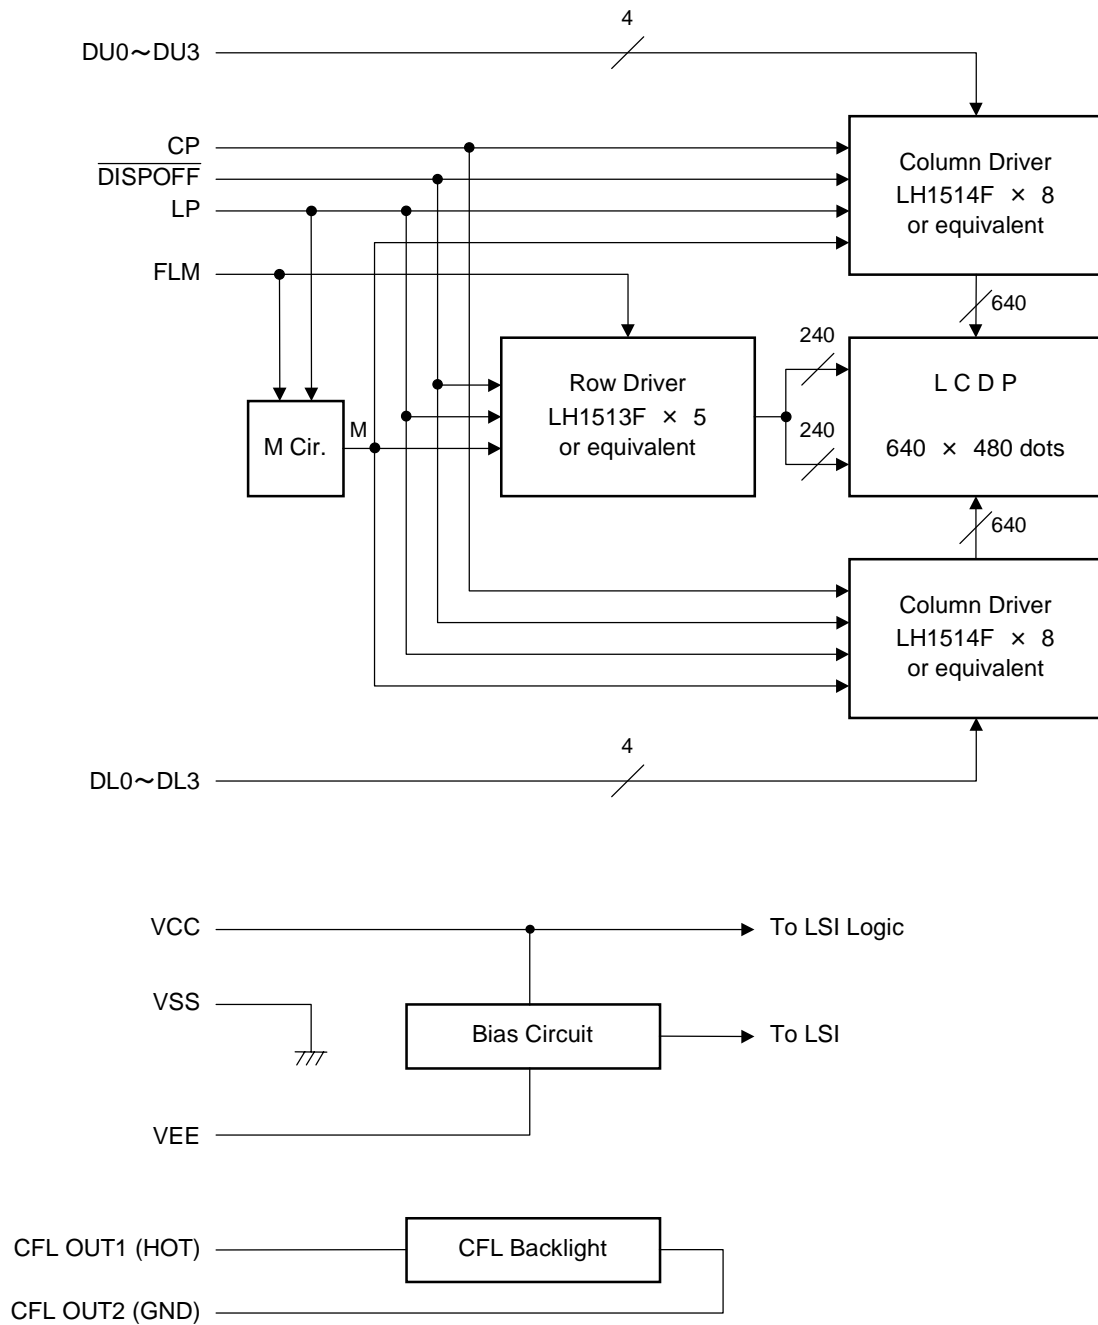 4
DU0～DU3
CP
DISPOFF
LP
FLM
Column Driver
LH1514F × 8
or equivalent
640
240
240
Row Driver
LH1513F × 5
or equivalent
L C D P
640 × 480 dots
M Cir.
M
640
Column Driver
LH1514F × 8
or equivalent
4
DL0～DL3
VCC
To LSI Logic
VSS
Bias Circuit
To LSI
VEE
CFL OUT1 (HOT)
CFL Backlight
CFL OUT2 (GND)